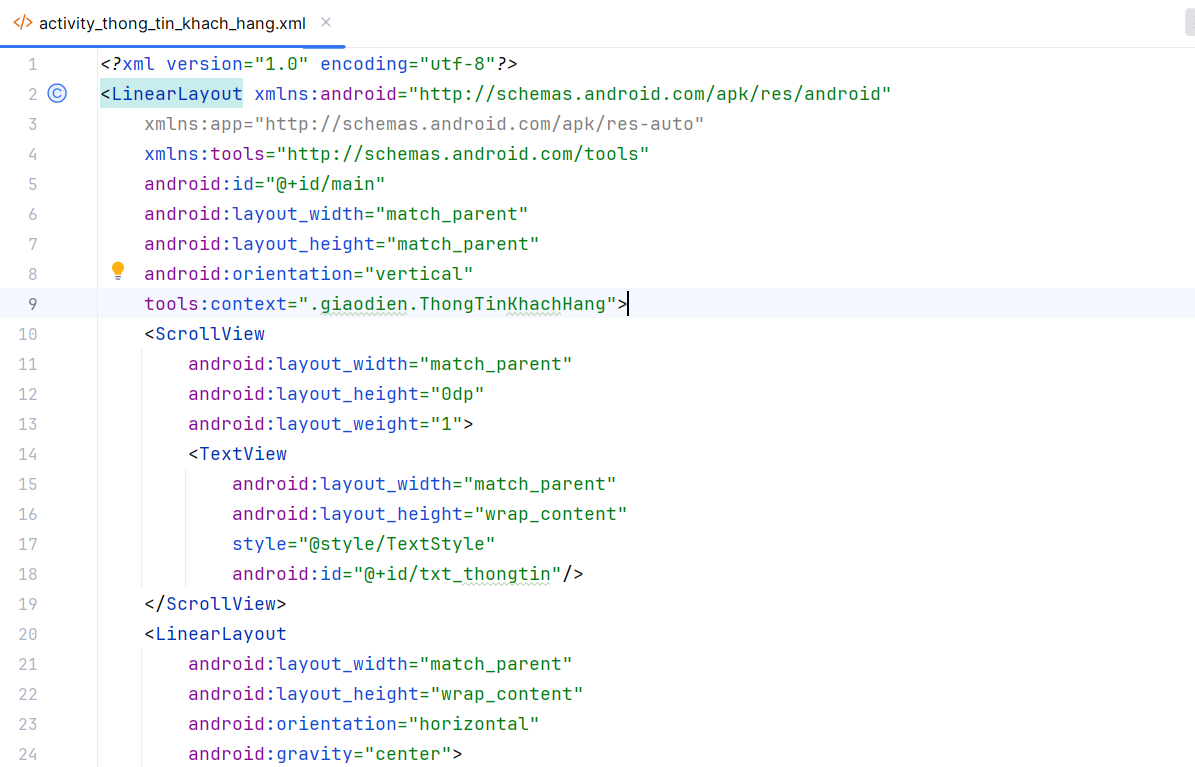 activity_thong_tin_khach_hang.xml
1 <?xml version="1.0" encoding="utf-8"?>
2 <LinearLayout xmlns:android="http://schemas.android.com/apk/res/android"
3 xmlns:app="http://schemas.android.com/apk/res-auto"
4 xmlns:tools="http://schemas.android.com/tools"
5 android:id="@+id/main"
6 android:layout_width="match_parent"
7 android:layout_height="match_parent"
8 android:orientation="vertical"
9 tools:context=".giaodien.ThongTinKhachHang">
10 <ScrollView
11 android:layout_width="match_parent"
12 android:layout_height="0dp"
13 android:layout_weight="1">
14 <TextView
15 android:layout_width="match_parent"
16 android:layout_height="wrap_content"
17 style="@style/TextStyle"
18 android:id="@+id/txt_thongtin"/>
19 </ScrollView>
20 <LinearLayout
21 android:layout_width="match_parent"
22 android:layout_height="wrap_content"
23 android:orientation="horizontal"
24 android:gravity="center">